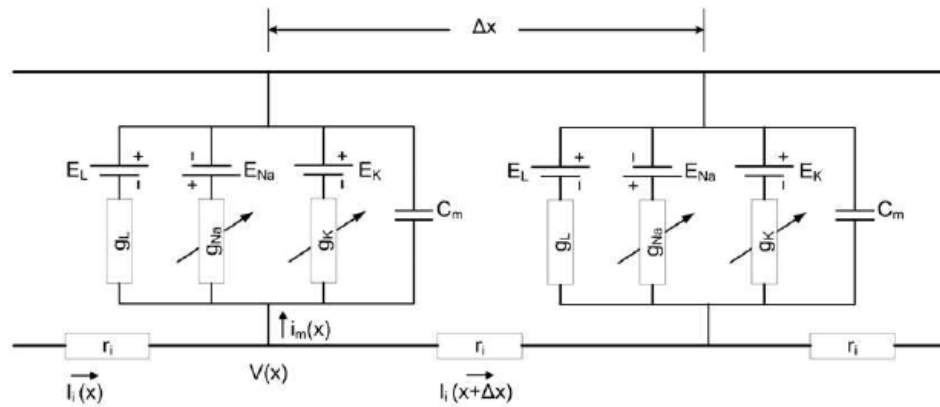 Δx
E_L + − − + E_Na + − E_K C_m
g_L g_Na g_K
E_L + − − + E_Na + − E_K C_m
g_L g_Na g_K
i_m(x)
r_i r_i r_i
I_i(x) V(x) I_i(x+Δx)